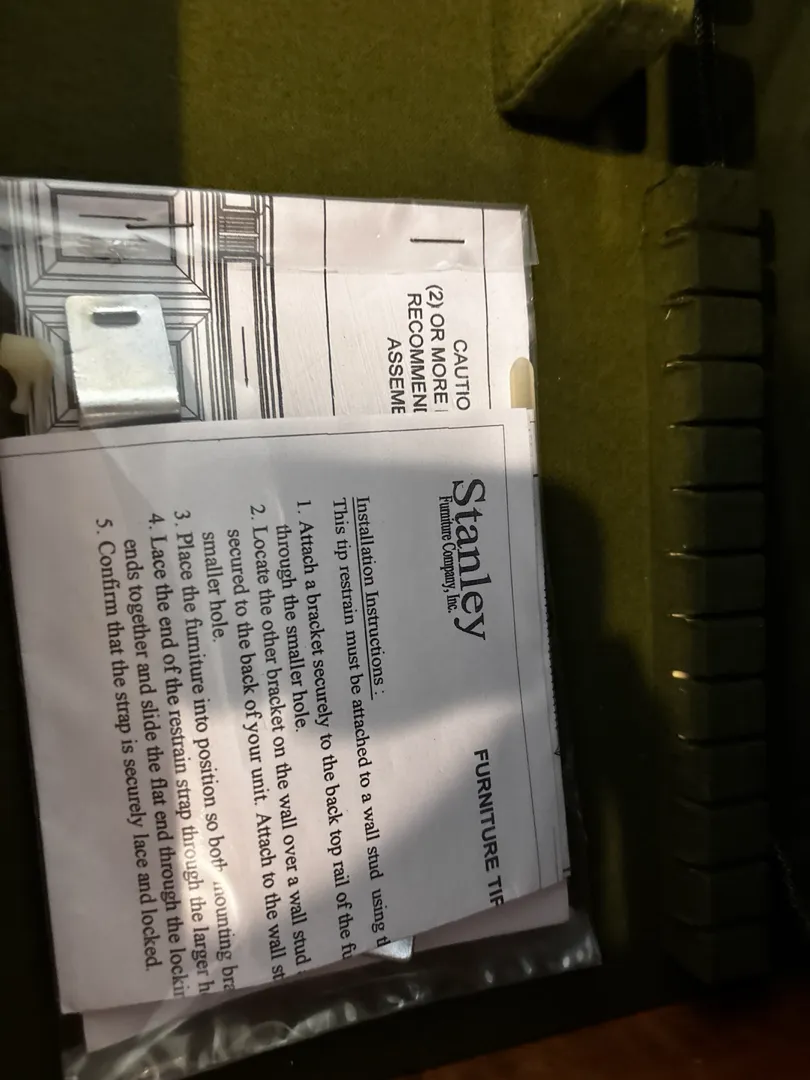 CAUTIO
(2) OR MORE
RECOMMEN
ASSEME
Stanley
Furniture Company, Inc.
FURNITURE TIP
Installation Instructions :
This tip restrain must be attached to a wall stud using th
1. Attach a bracket securely to the back top rail of the fu
through the smaller hole.
2. Locate the other bracket on the wall over a wall stud
secured to the back of your unit. Attach to the wall st
smaller hole.
3. Place the furniture into position so both mounting bra
4. Lace the end of the restrain strap through the larger h
ends together and slide the flat end through the lockin
5. Confirm that the strap is securely lace and locked.